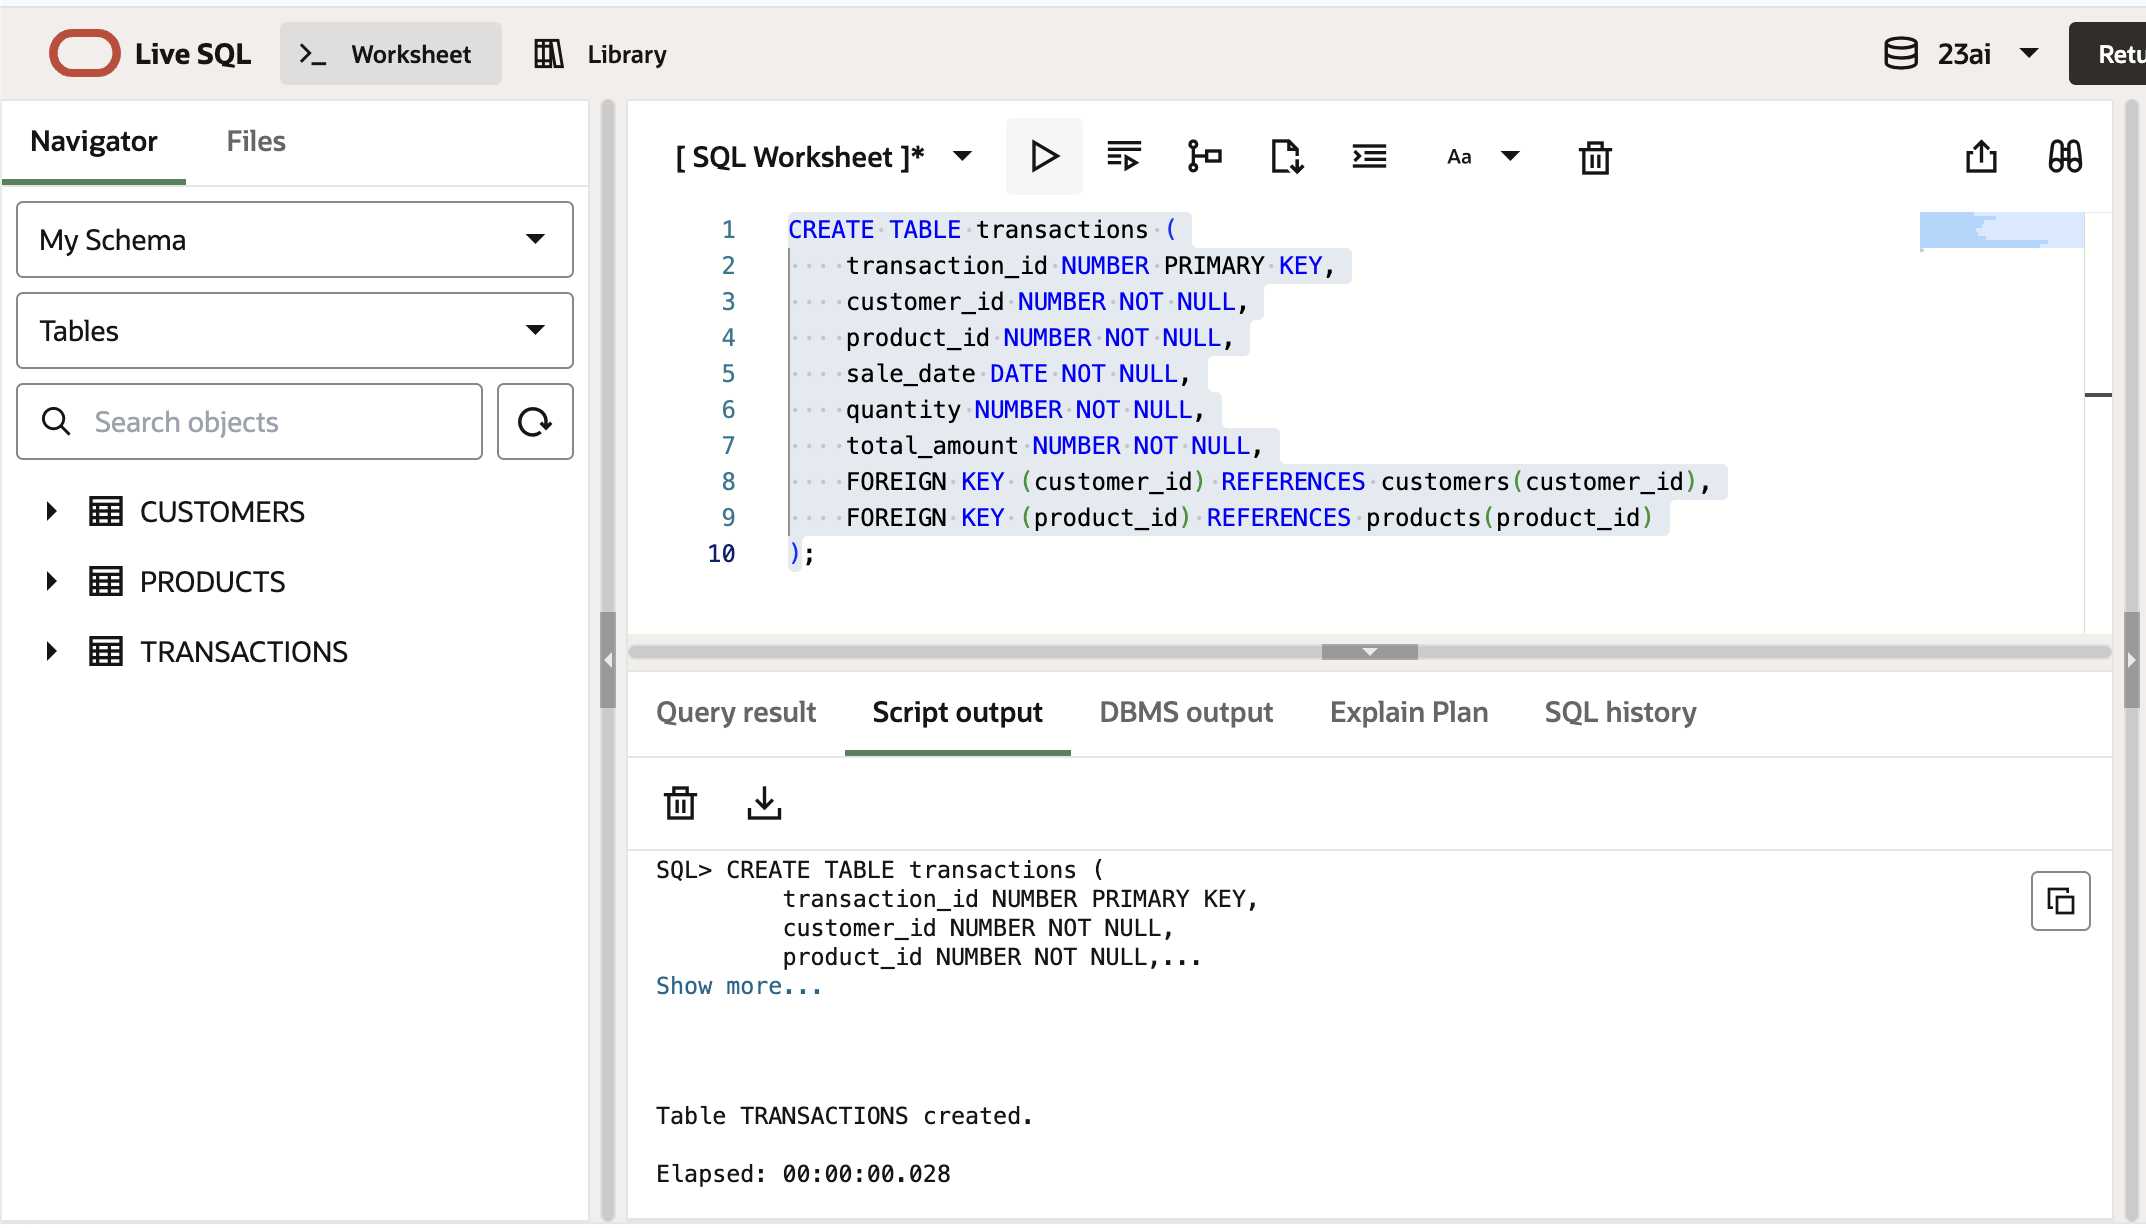 Live SQL
>_ Worksheet
Library
23ai
Retu
Navigator
Files
My Schema
Tables
Search objects
CUSTOMERS
PRODUCTS
TRANSACTIONS
[ SQL Worksheet ]*
Aa
1 CREATE TABLE transactions (
2 transaction_id NUMBER PRIMARY KEY,
3 customer_id NUMBER NOT NULL,
4 product_id NUMBER NOT NULL,
5 sale_date DATE NOT NULL,
6 quantity NUMBER NOT NULL,
7 total_amount NUMBER NOT NULL,
8 FOREIGN KEY (customer_id) REFERENCES customers(customer_id),
9 FOREIGN KEY (product_id) REFERENCES products(product_id)
10 );
Query result
Script output
DBMS output
Explain Plan
SQL history
SQL> CREATE TABLE transactions (
transaction_id NUMBER PRIMARY KEY,
customer_id NUMBER NOT NULL,
product_id NUMBER NOT NULL,...
Show more...
Table TRANSACTIONS created.
Elapsed: 00:00:00.028